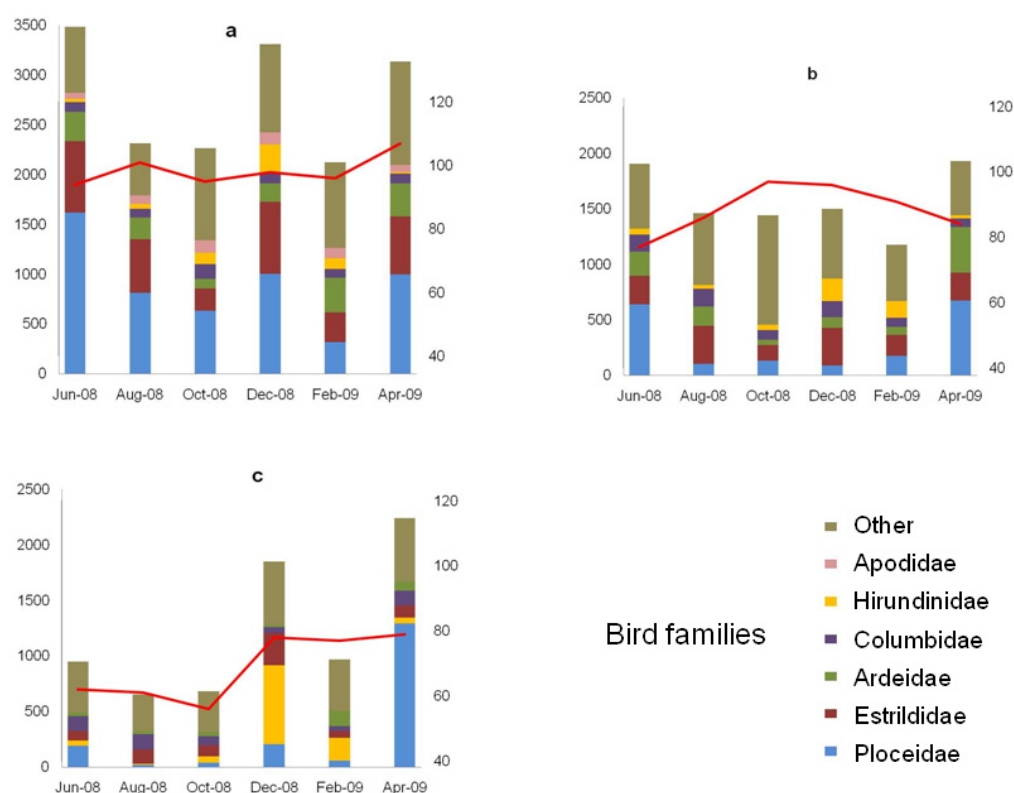 a
3500
3000
2500
2000
1500
1000
500
0
120
100
80
60
40
Jun-08 Aug-08 Oct-08 Dec-08 Feb-09 Apr-09
b
2500
2000
1500
1000
500
0
120
100
80
60
40
Jun-08 Aug-08 Oct-08 Dec-08 Feb-09 Apr-09
c
2500
2000
1500
1000
500
0
120
100
80
60
40
Jun-08 Aug-08 Oct-08 Dec-08 Feb-09 Apr-09
Bird families
Other
Apodidae
Hirundinidae
Columbidae
Ardeidae
Estrildidae
Ploceidae